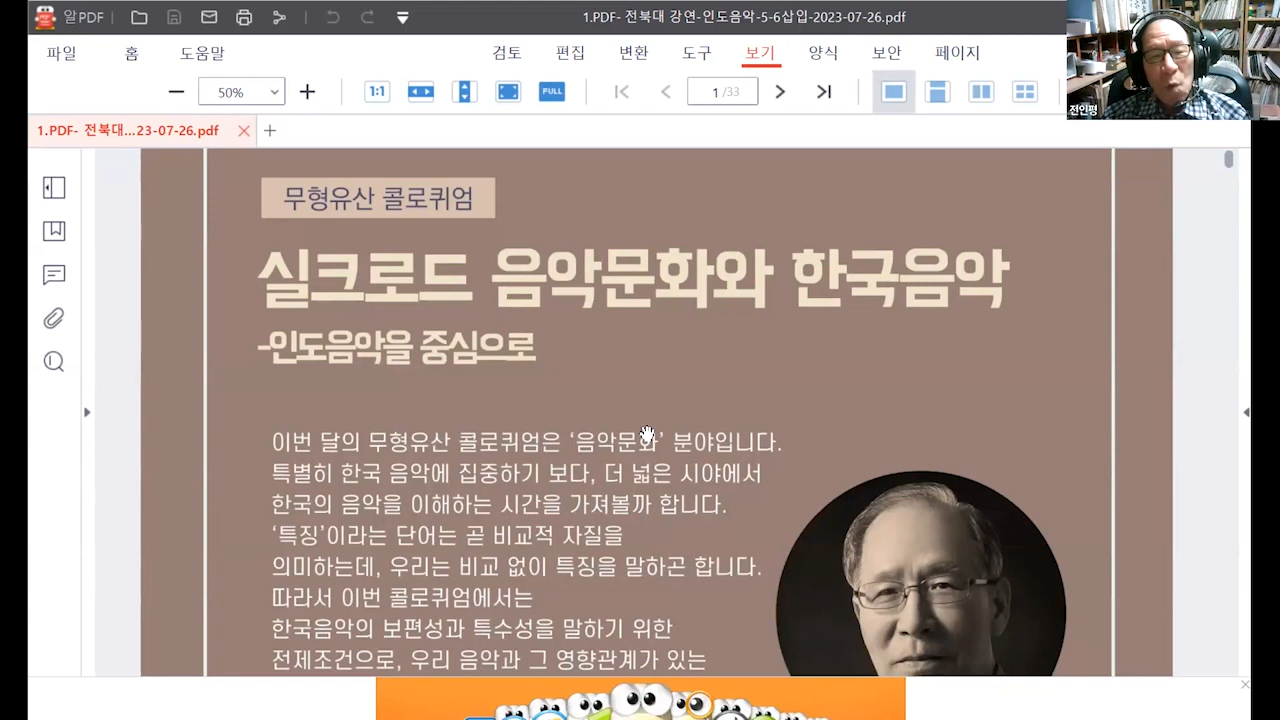 알PDF
1.PDF- 전북대 강연-인도음악-5-6삽입-2023-07-26.pdf
파일 홈 도움말 검토 편집 변환 도구 보기 양식 보안 페이지
50% 1:1 FULL 1 /33
전인평
1.PDF- 전북대...23-07-26.pdf
무형유산 콜로퀴엄
실크로드 음악문화와 한국음악
-인도음악을 중심으로
이번 달의 무형유산 콜로퀴엄은 ‘음악문화’ 분야입니다.
특별히 한국 음악에 집중하기 보다, 더 넓은 시야에서
한국의 음악을 이해하는 시간을 가져볼까 합니다.
‘특징’이라는 단어는 곧 비교적 자질을
의미하는데, 우리는 비교 없이 특징을 말하곤 합니다.
따라서 이번 콜로퀴엄에서는
한국음악의 보편성과 특수성을 말하기 위한
전제조건으로, 우리 음악과 그 영향관계가 있는